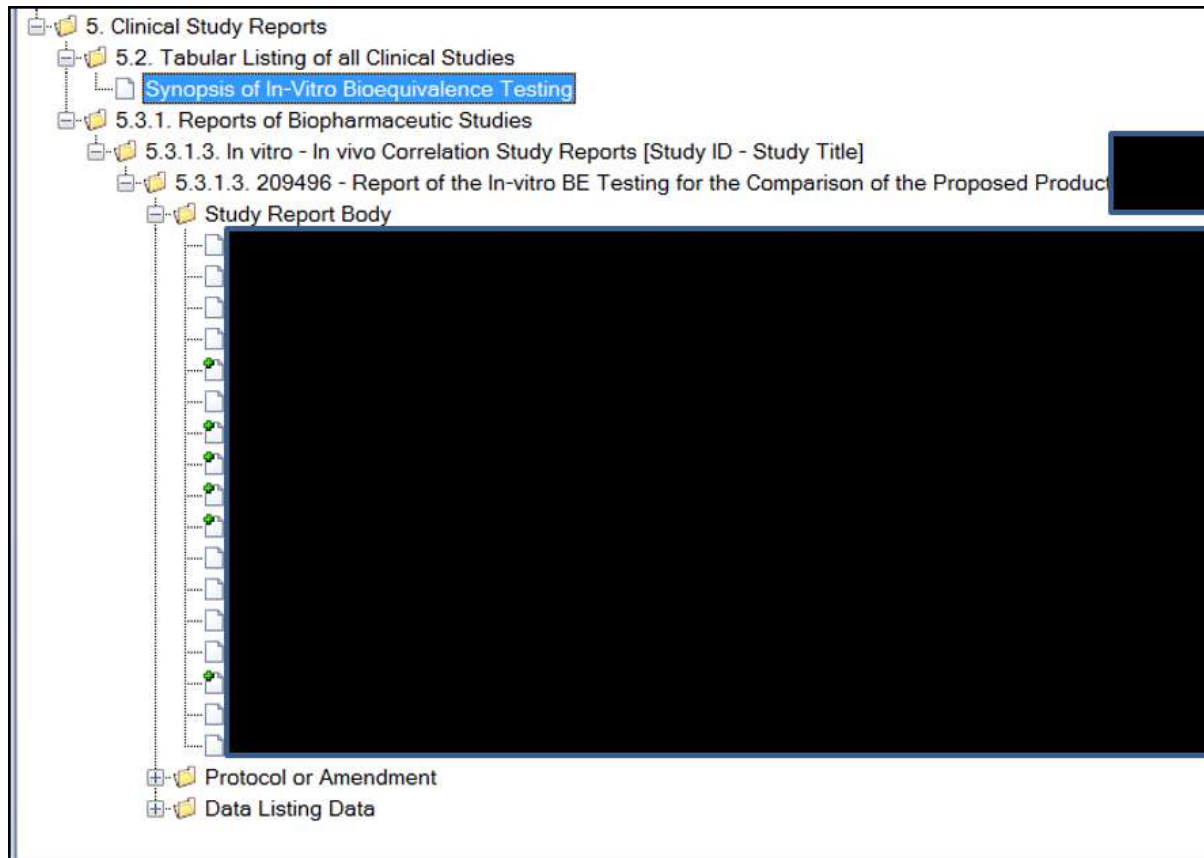 5. Clinical Study Reports
5.2. Tabular Listing of all Clinical Studies
Synopsis of In-Vitro Bioequivalence Testing
5.3.1. Reports of Biopharmaceutic Studies
5.3.1.3. In vitro - In vivo Correlation Study Reports [Study ID - Study Title]
5.3.1.3. 209496 - Report of the In-vitro BE Testing for the Comparison of the Proposed Product
Study Report Body
Protocol or Amendment
Data Listing Data